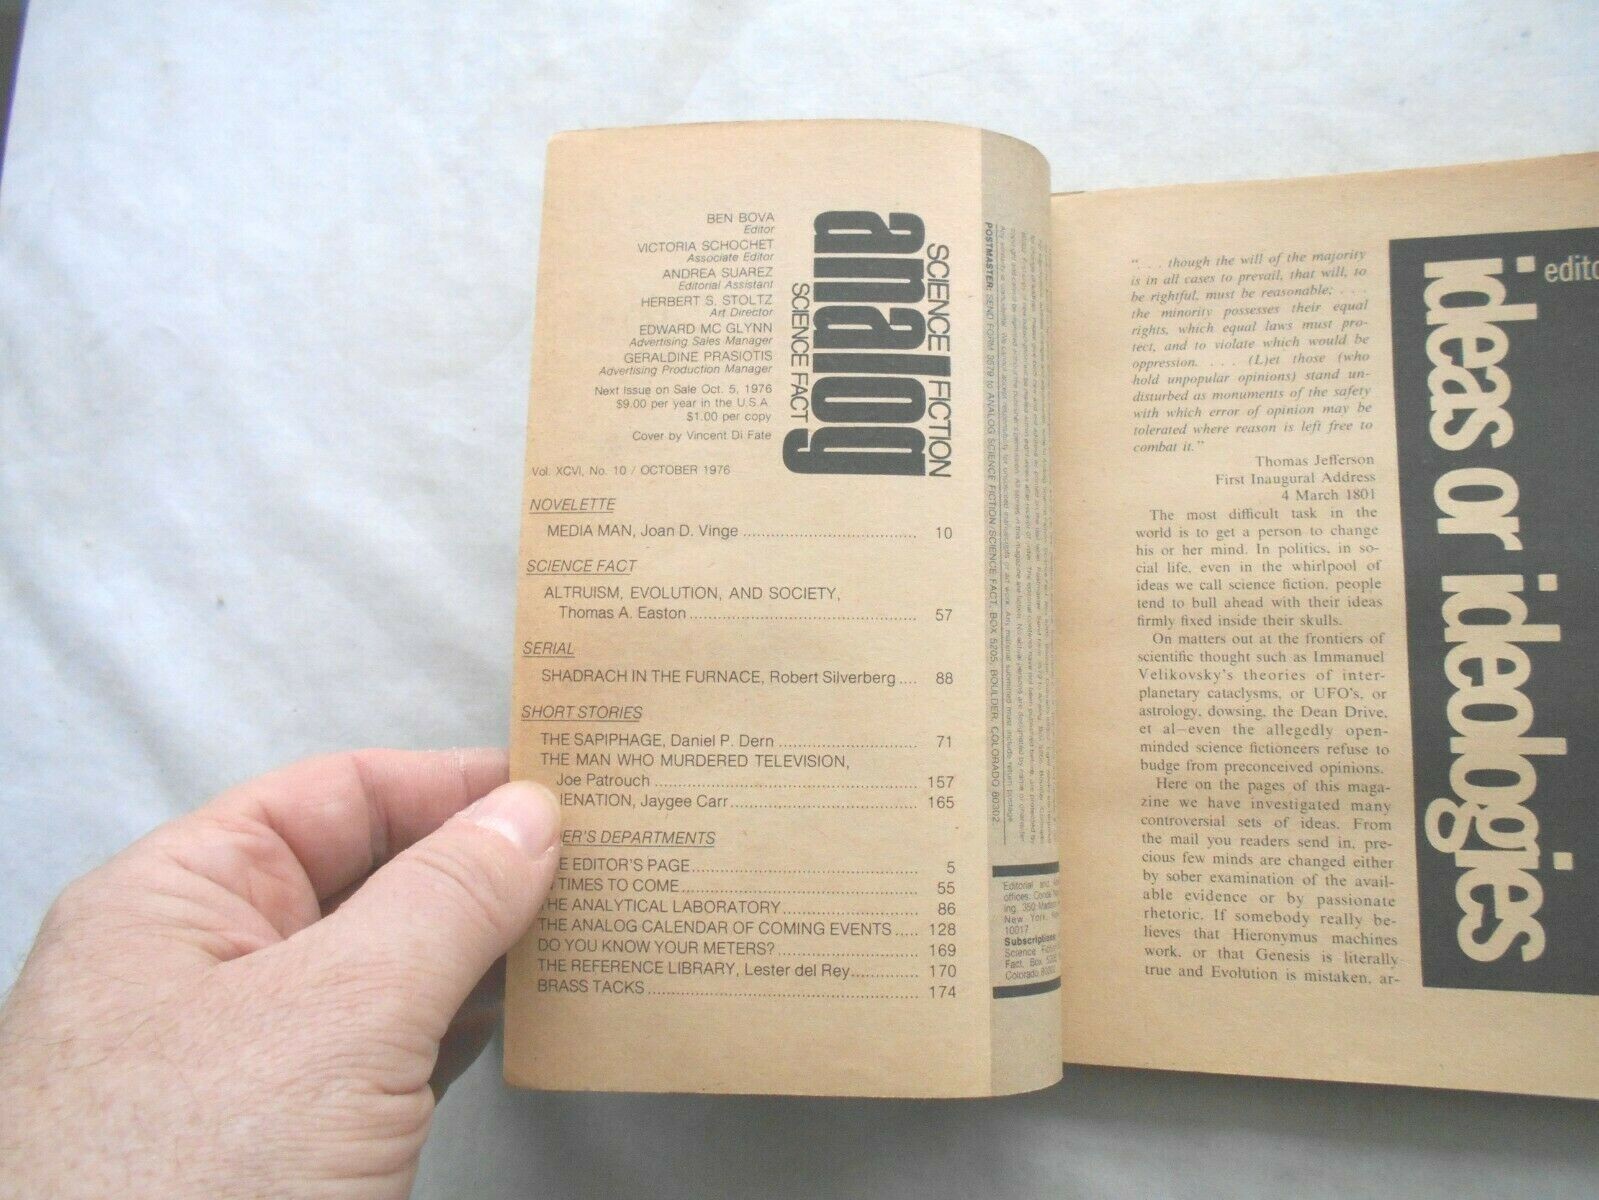 BEN BOVA
Editor
VICTORIA SCHOCHET
Associate Editor
ANDREA SUAREZ
Editorial Assistant
HERBERT S. STOLTZ
Art Director
EDWARD MC GLYNN
Advertising Sales Manager
GERALDINE PRASIOTIS
Advertising Production Manager
Next Issue on Sale Oct. 5, 1976
$9.00 per year in the U.S.A.
$1.00 per copy
Cover by Vincent Di Fate
SCIENCE FICTION
analog
SCIENCE FACT
Vol. XCVI, No. 10 / OCTOBER 1976
NOVELETTE
MEDIA MAN, Joan D. Vinge 10
SCIENCE FACT
ALTRUISM, EVOLUTION, AND SOCIETY,
Thomas A. Easton 57
SERIAL
SHADRACH IN THE FURNACE, Robert Silverberg 88
SHORT STORIES
THE SAPIPHAGE, Daniel P. Dern 71
THE MAN WHO MURDERED TELEVISION,
Joe Patrouch 157
IENATION, Jaygee Carr 165
ER'S DEPARTMENTS
E EDITOR'S PAGE 5
TIMES TO COME 55
THE ANALYTICAL LABORATORY 86
THE ANALOG CALENDAR OF COMING EVENTS 128
DO YOU KNOW YOUR METERS? 169
THE REFERENCE LIBRARY, Lester del Rey 170
BRASS TACKS 174
POSTMASTER: SEND FORM 3579 to ANALOG SCIENCE FICTION/SCIENCE FACT, BOX 5205, BOULDER, COLORADO 80302
Editorial and
offices: Condé
ing, 350 Madison
New York,
10017
Subscriptions
Science
Fact, Box 5205
Colorado 80302
edito
ideas or ideologies
". . . though the will of the majority
is in all cases to prevail, that will, to
be rightful, must be reasonable; . . .
the minority possesses their equal
rights, which equal laws must pro-
tect, and to violate which would be
oppression. . . . (L)et those (who
hold unpopular opinions) stand un-
disturbed as monuments of the safety
with which error of opinion may be
tolerated where reason is left free to
combat it."
Thomas Jefferson
First Inaugural Address
4 March 1801
The most difficult task in the
world is to get a person to change
his or her mind. In politics, in so-
cial life, even in the whirlpool of
ideas we call science fiction, people
tend to bull ahead with their ideas
firmly fixed inside their skulls.
On matters out at the frontiers of
scientific thought such as Immanuel
Velikovsky's theories of inter-
planetary cataclysms, or UFO's, or
astrology, dowsing, the Dean Drive,
et al—even the allegedly open-
minded science fictioneers refuse to
budge from preconceived opinions.
Here on the pages of this maga-
zine we have investigated many
controversial sets of ideas. From
the mail you readers send in, pre-
cious few minds are changed either
by sober examination of the avail-
able evidence or by passionate
rhetoric. If somebody really be-
lieves that Hieronymus machines
work, or that Genesis is literally
true and Evolution is mistaken, ar-